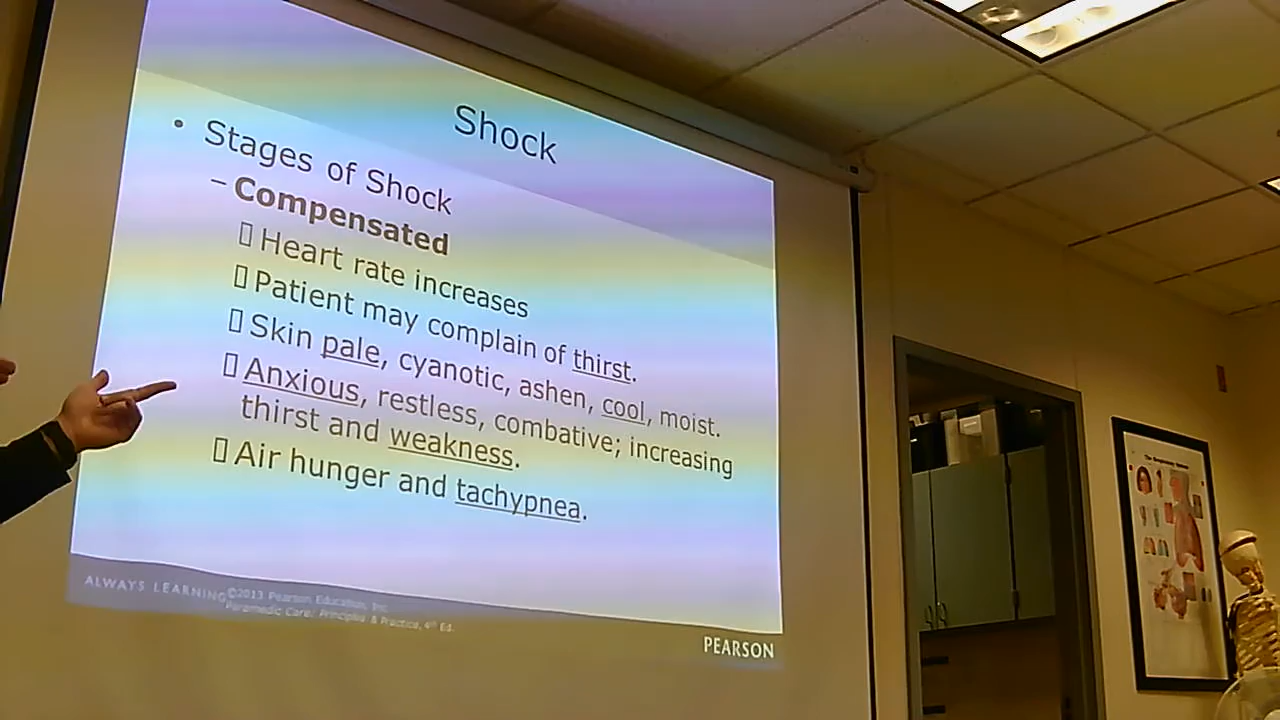 Shock
• Stages of Shock
– Compensated
▯ Heart rate increases
▯ Patient may complain of thirst.
▯ Skin pale, cyanotic, ashen, cool, moist.
▯ Anxious, restless, combative; increasing
thirst and weakness.
▯ Air hunger and tachypnea.
ALWAYS LEARNING
©2013 Pearson Education, Inc.
Paramedic Care: Principles & Practice, 4th Ed.
PEARSON